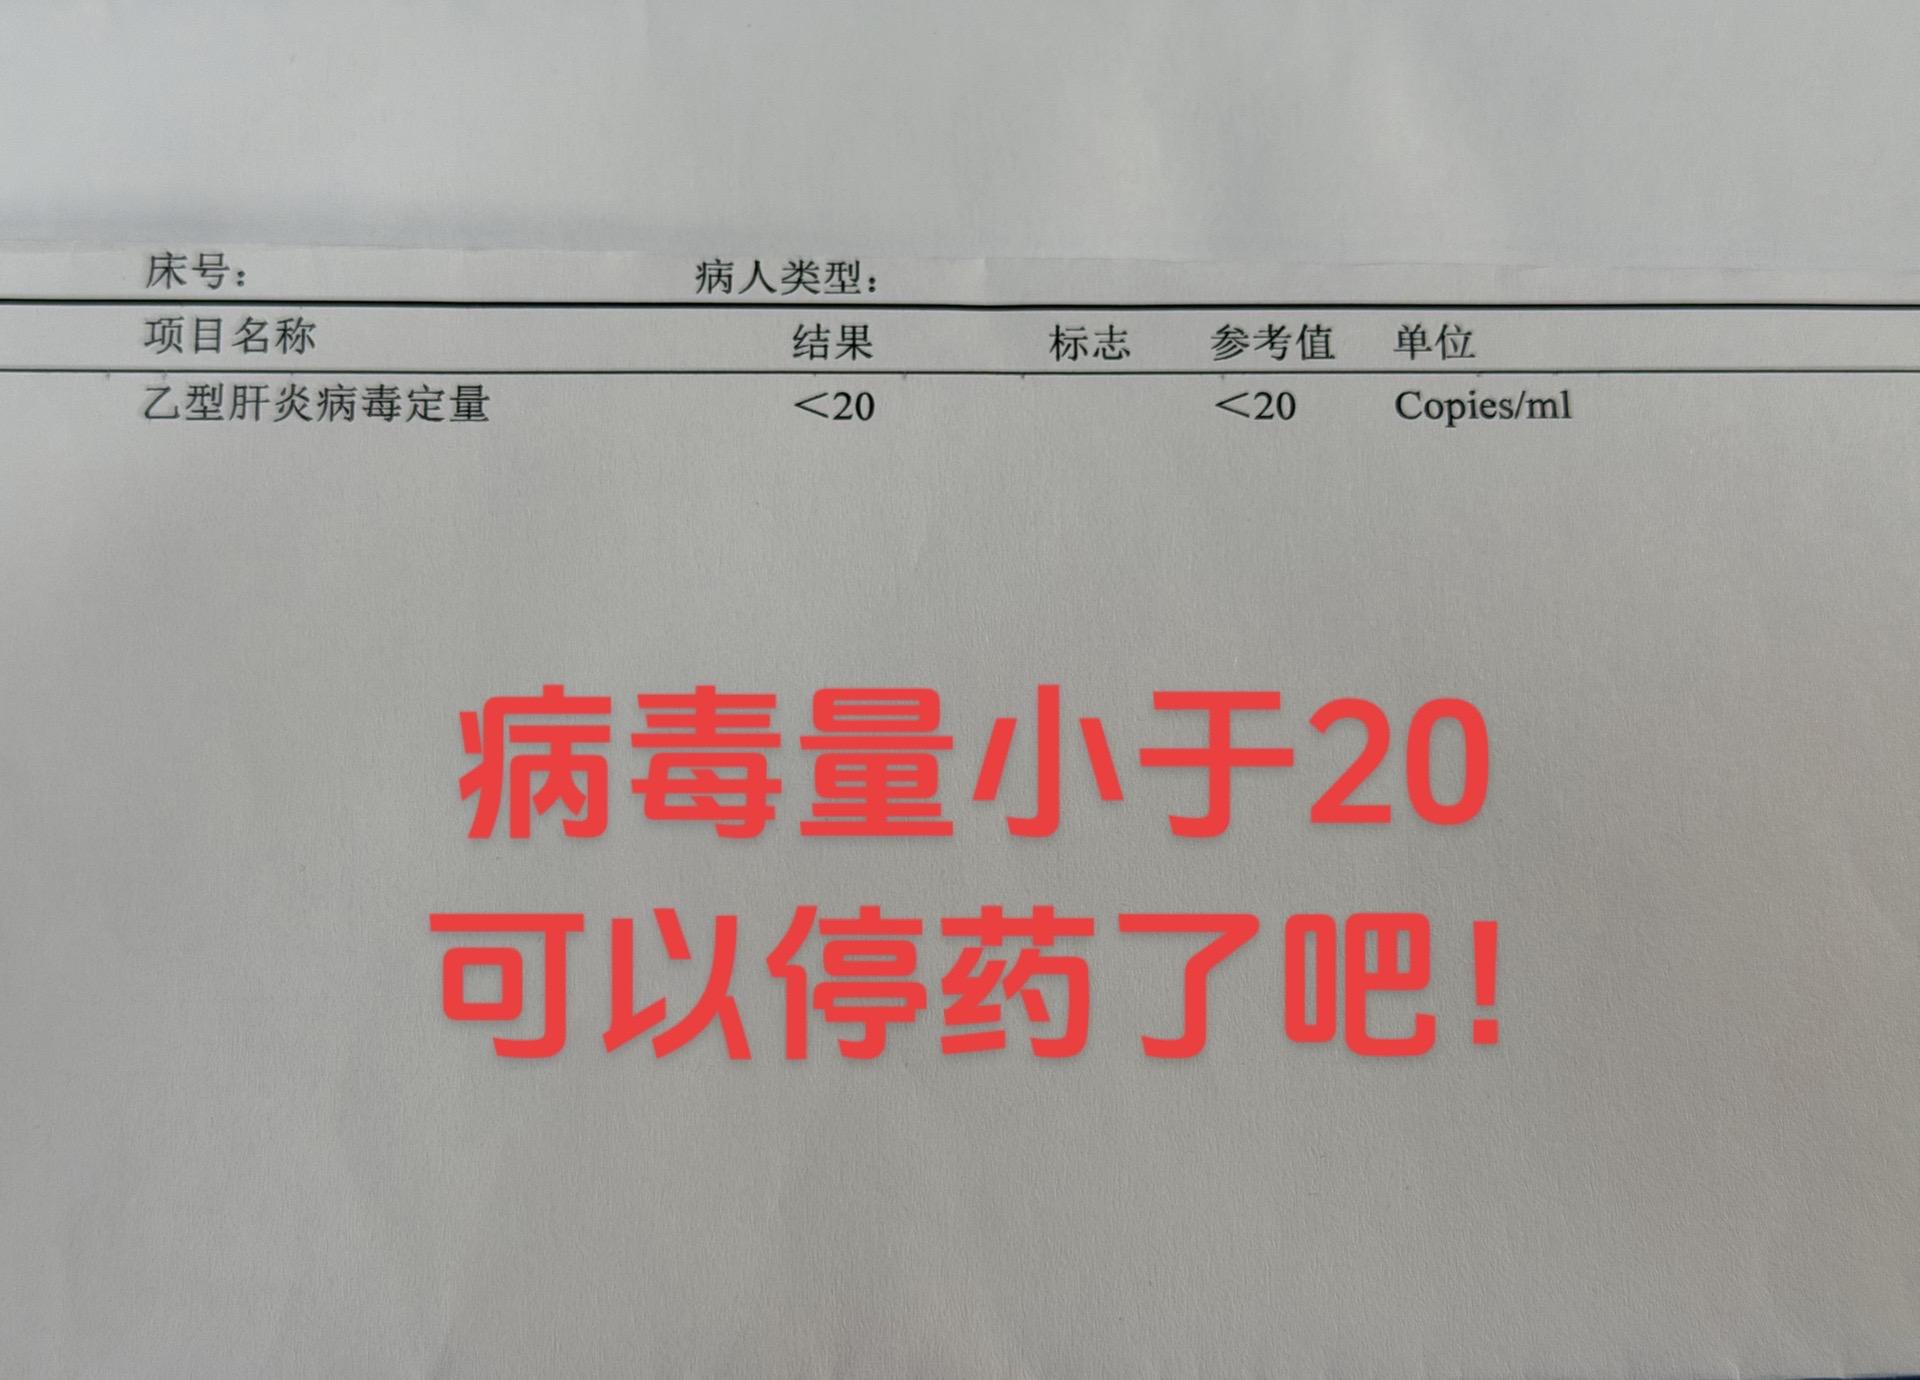 床号： 病人类型：
项目名称 结果 标志 参考值 单位
乙型肝炎病毒定量 ＜20 ＜20 Copies/ml
病毒量小于20
可以停药了吧！